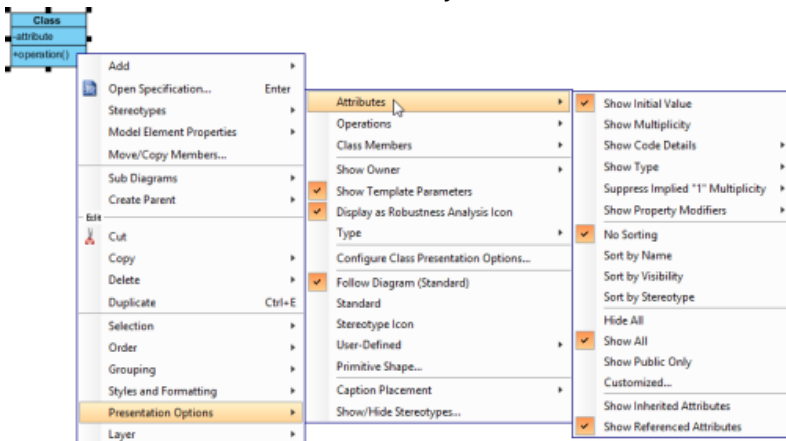 Class
-attribute
+operation()
Add
Open Specification... Enter
Stereotypes
Model Element Properties
Move/Copy Members...
Sub Diagrams
Create Parent
Edit
Cut
Copy
Delete
Duplicate Ctrl+E
Selection
Order
Grouping
Styles and Formatting
Presentation Options
Layer
Attributes
Operations
Class Members
Show Owner
Show Template Parameters
Display as Robustness Analysis Icon
Type
Configure Class Presentation Options...
Follow Diagram (Standard)
Standard
Stereotype Icon
User-Defined
Primitive Shape...
Caption Placement
Show/Hide Stereotypes...
Show Initial Value
Show Multiplicity
Show Code Details
Show Type
Suppress Implied "1" Multiplicity
Show Property Modifiers
No Sorting
Sort by Name
Sort by Visibility
Sort by Stereotype
Hide All
Show All
Show Public Only
Customized...
Show Inherited Attributes
Show Referenced Attributes